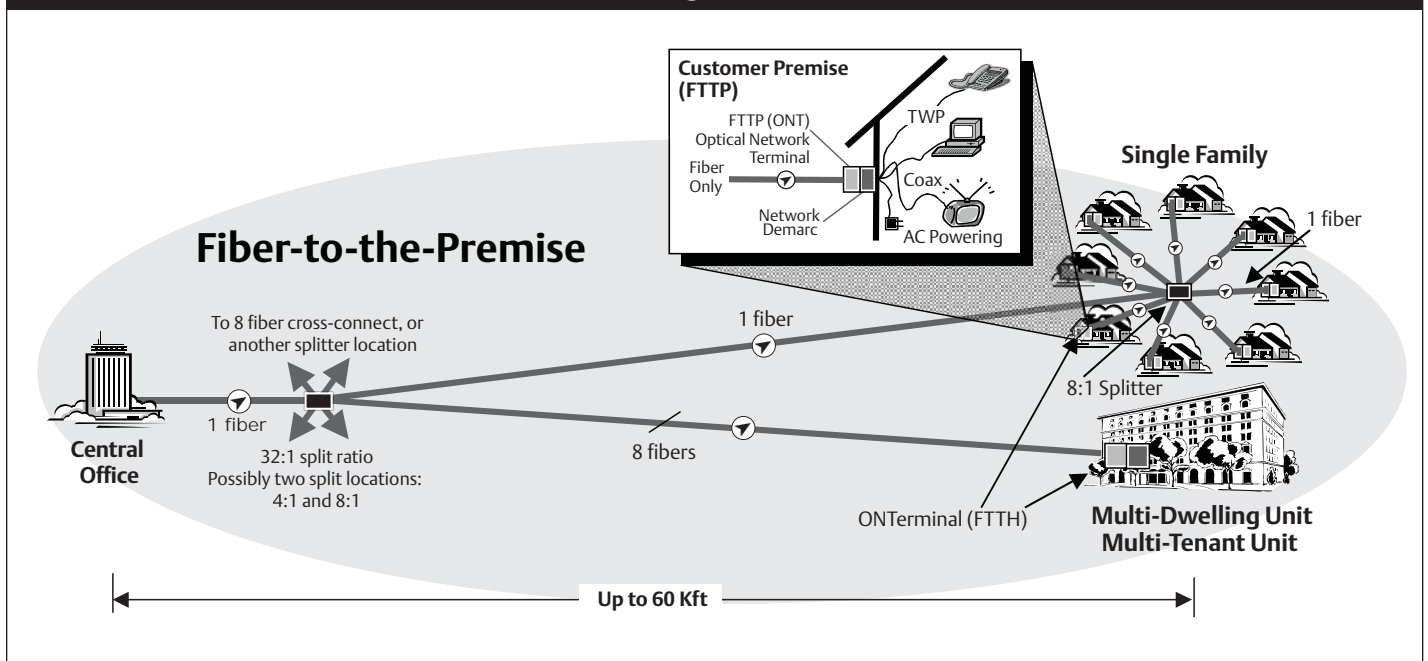 Customer Premise
(FTTP)
FTTP (ONT)
Optical Network
Terminal
Fiber
Only
Network
Demarc
TWP
Coax
AC Powering
Single Family
1 fiber
Fiber-to-the-Premise
To 8 fiber cross-connect, or
another splitter location
1 fiber
8:1 Splitter
1 fiber
Central
Office
32:1 split ratio
Possibly two split locations:
4:1 and 8:1
8 fibers
ONTerminal (FTTH)
Multi-Dwelling Unit
Multi-Tenant Unit
Up to 60 Kft